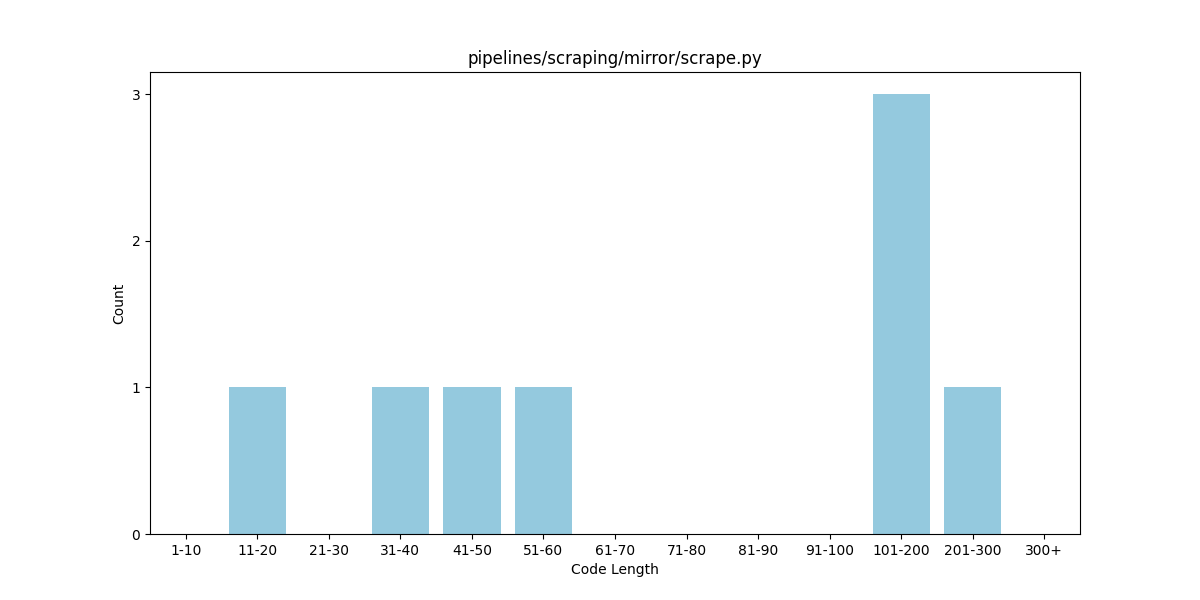 pipelines/scraping/mirror/scrape.py
3
2
1
0
Count
1-10 11-20 21-30 31-40 41-50 51-60 61-70 71-80 81-90 91-100 101-200 201-300 300+
Code Length